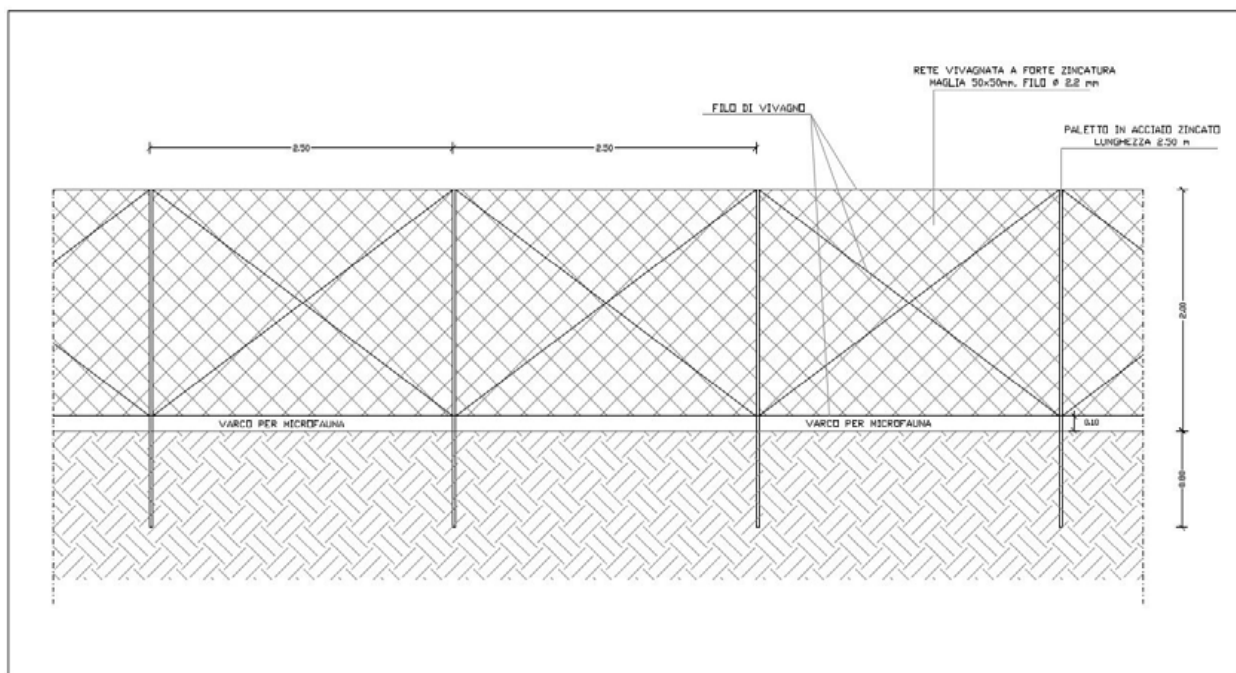 RETE VIVAGNATA A FORTE ZINCATURA
MAGLIA 50x50mm, FILO Ø 2.2 mm
FILO DI VIVAGNO
PALETTO IN ACCIAIO ZINCATO
LUNGHEZZA 2.50 m
2.50
2.50
2.00
VARCO PER MICROFAUNA
VARCO PER MICROFAUNA
0.10
0.80